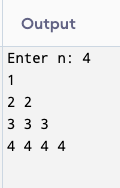 Output
Enter n: 4
1
2 2
3 3 3
4 4 4 4